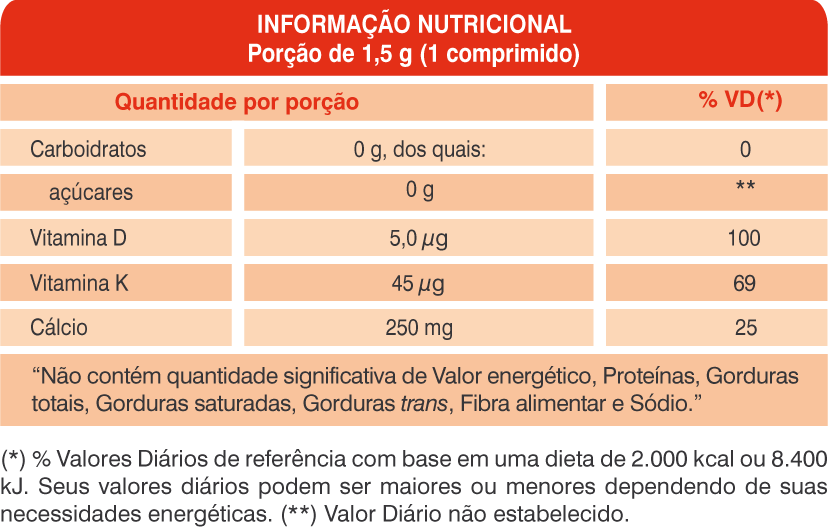 INFORMAÇÃO NUTRICIONAL
Porção de 1,5 g (1 comprimido)
Quantidade por porção % VD(*)
Carboidratos 0 g, dos quais: 0
açúcares 0 g **
Vitamina D 5,0 µg 100
Vitamina K 45 µg 69
Cálcio 250 mg 25
“Não contém quantidade significativa de Valor energético, Proteínas, Gorduras
totais, Gorduras saturadas, Gorduras trans, Fibra alimentar e Sódio.”
(*) % Valores Diários de referência com base em uma dieta de 2.000 kcal ou 8.400
kJ. Seus valores diários podem ser maiores ou menores dependendo de suas
necessidades energéticas. (**) Valor Diário não estabelecido.